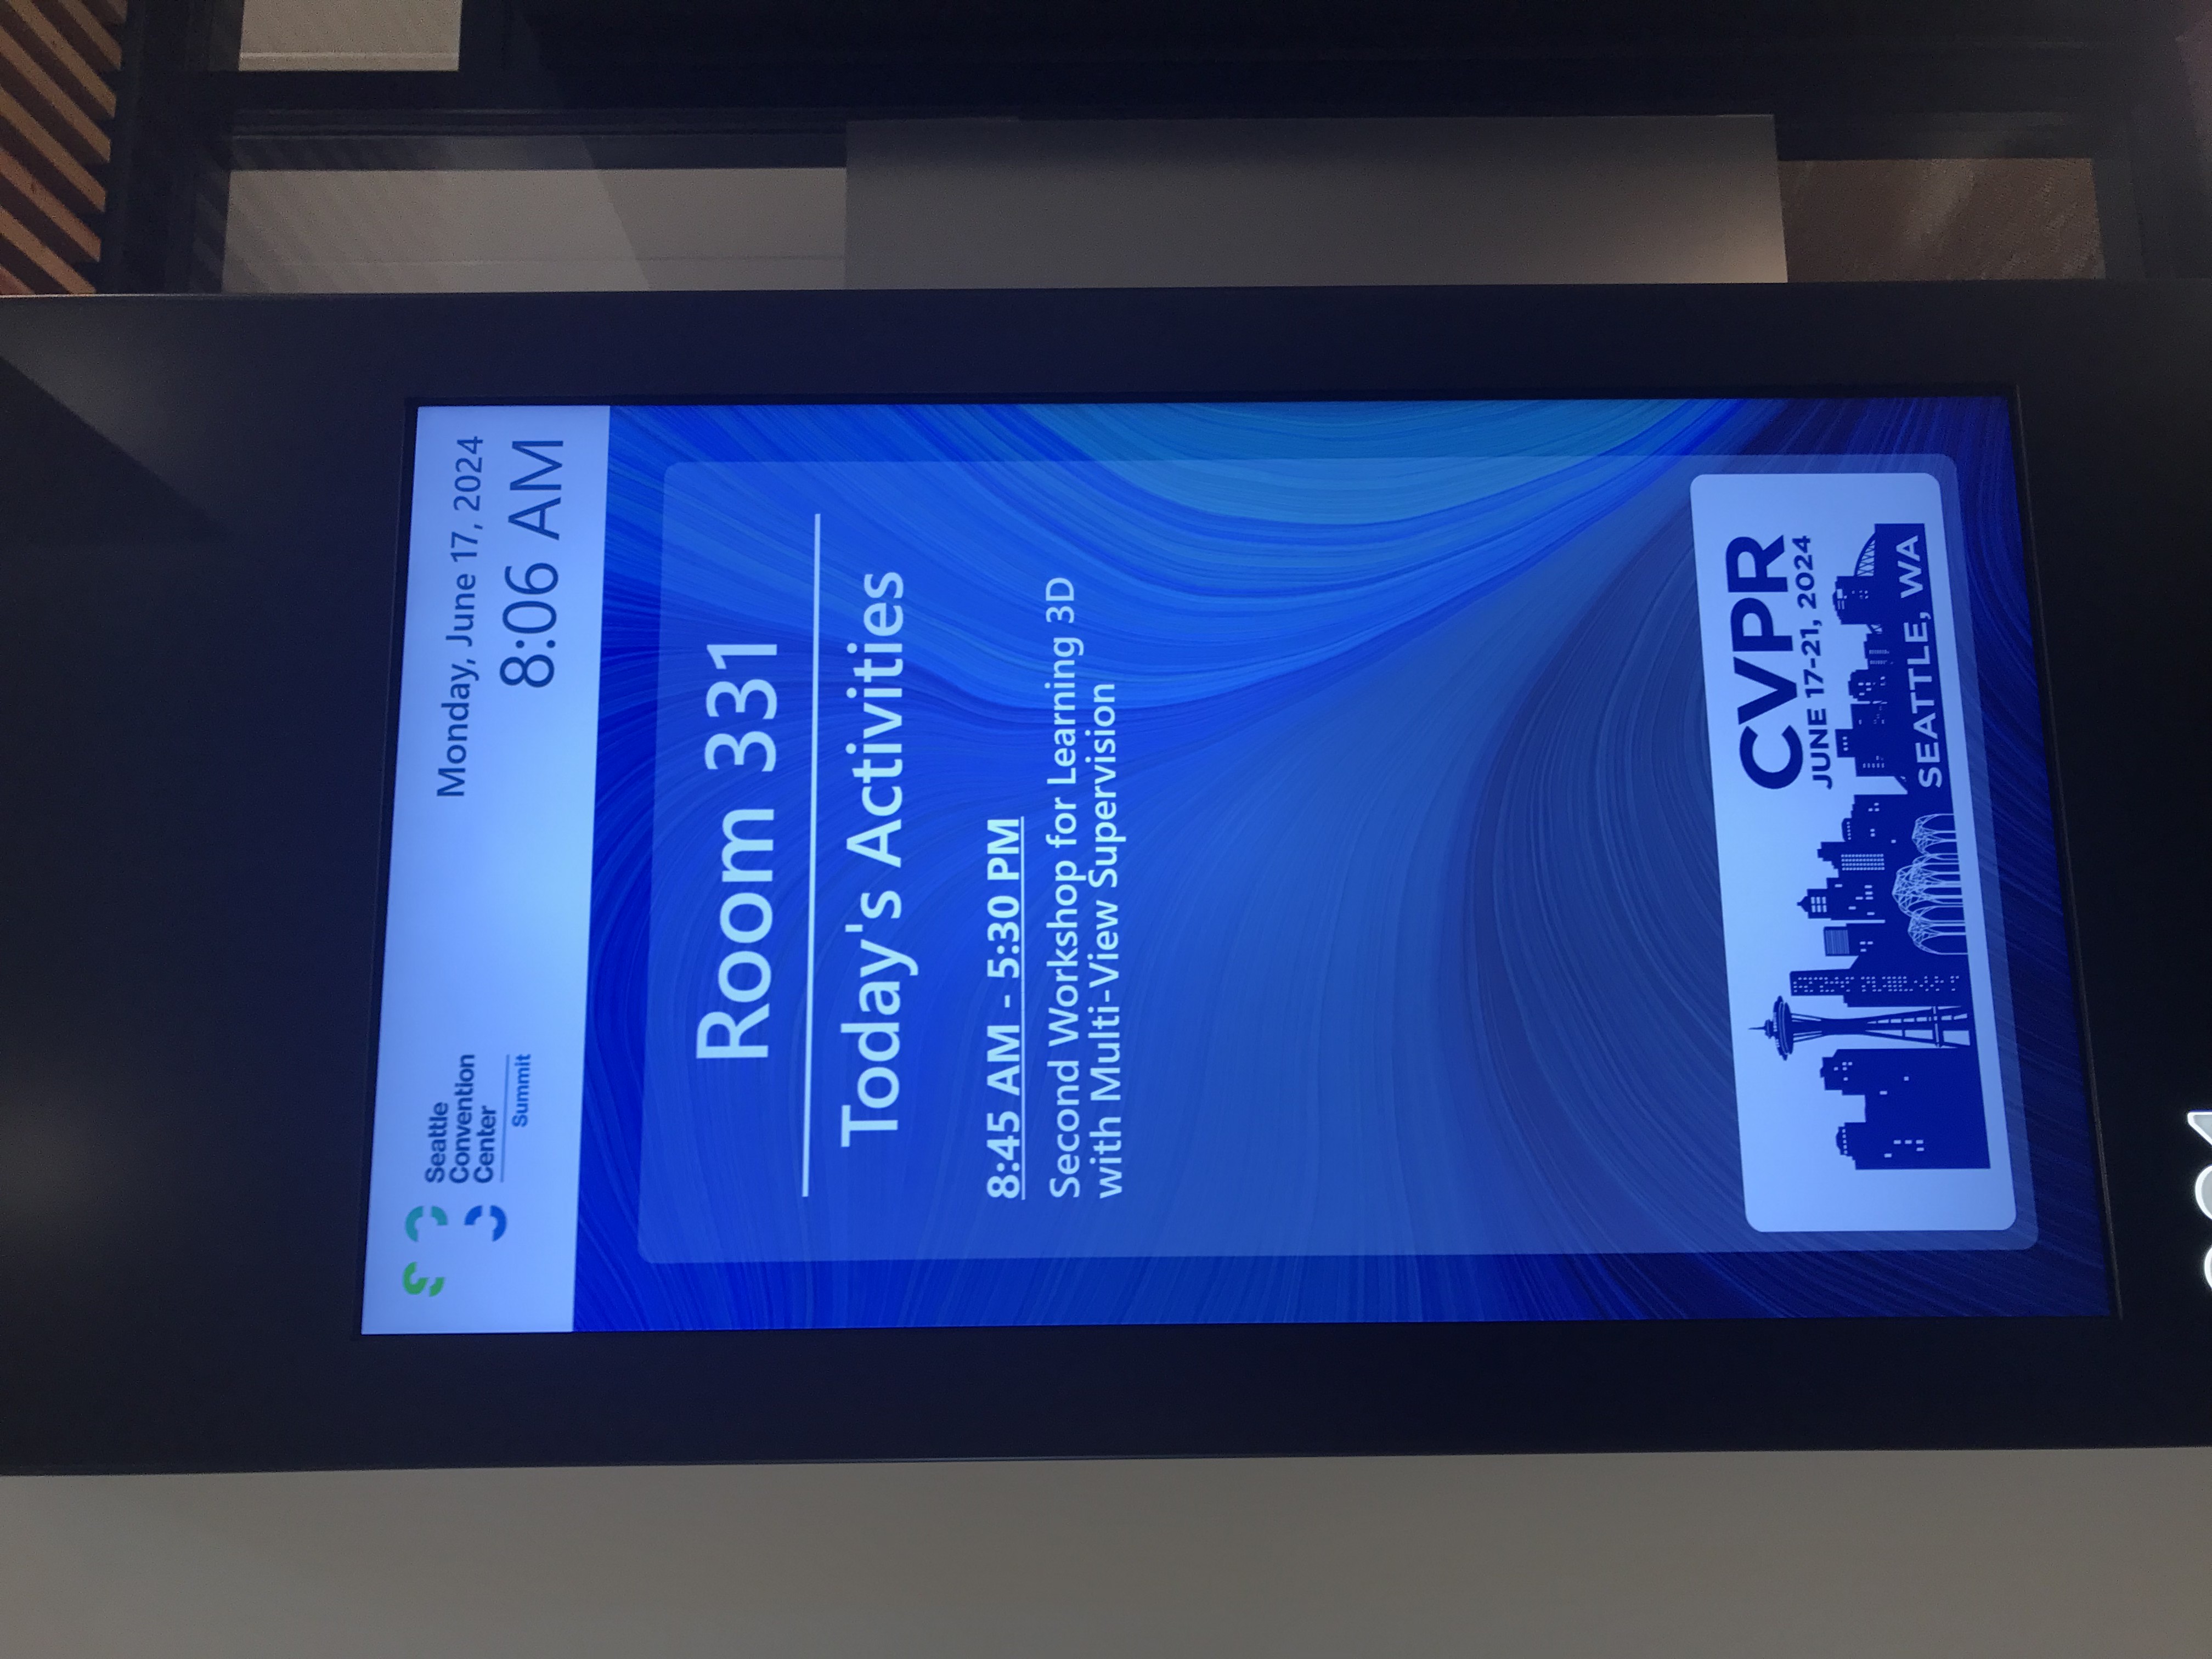 Seattle
Convention
Center
Summit
Monday, June 17, 2024
8:06 AM
Room 331
Today's Activities
8:45 AM - 5:30 PM
Second Workshop for Learning 3D
with Multi-View Supervision
CVPR
JUNE 17-21, 2024
SEATTLE, WA